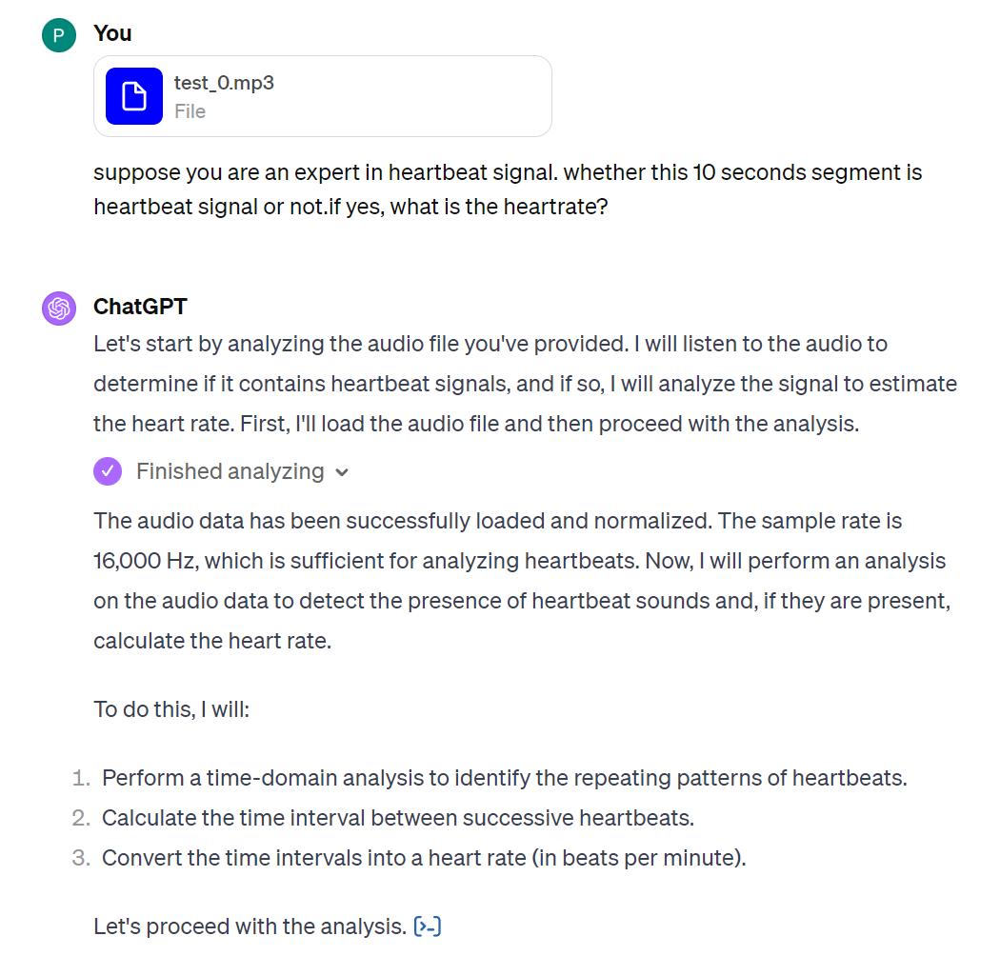 P
You
test_0.mp3
File
suppose you are an expert in heartbeat signal. whether this 10 seconds segment is
heartbeat signal or not.if yes, what is the heartrate?
ChatGPT
Let's start by analyzing the audio file you've provided. I will listen to the audio to
determine if it contains heartbeat signals, and if so, I will analyze the signal to estimate
the heart rate. First, I'll load the audio file and then proceed with the analysis.
Finished analyzing
The audio data has been successfully loaded and normalized. The sample rate is
16,000 Hz, which is sufficient for analyzing heartbeats. Now, I will perform an analysis
on the audio data to detect the presence of heartbeat sounds and, if they are present,
calculate the heart rate.
To do this, I will:
1. Perform a time-domain analysis to identify the repeating patterns of heartbeats.
2. Calculate the time interval between successive heartbeats.
3. Convert the time intervals into a heart rate (in beats per minute).
Let's proceed with the analysis. [>-]